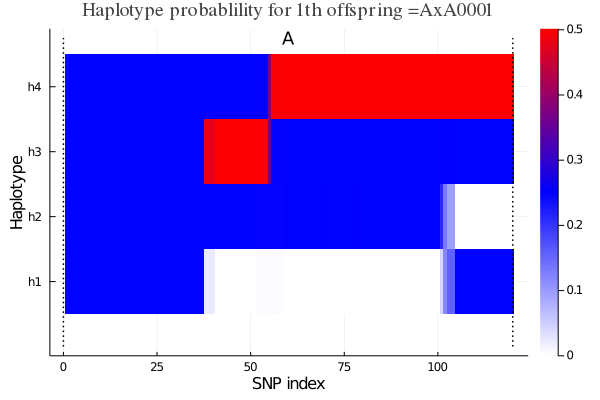 Haplotype probablility for 1th offspring =AxA0001
A
0.5
0.4
0.3
0.2
0.1
0
h4
h3
h2
h1
Haplotype
0 25 50 75 100
SNP index